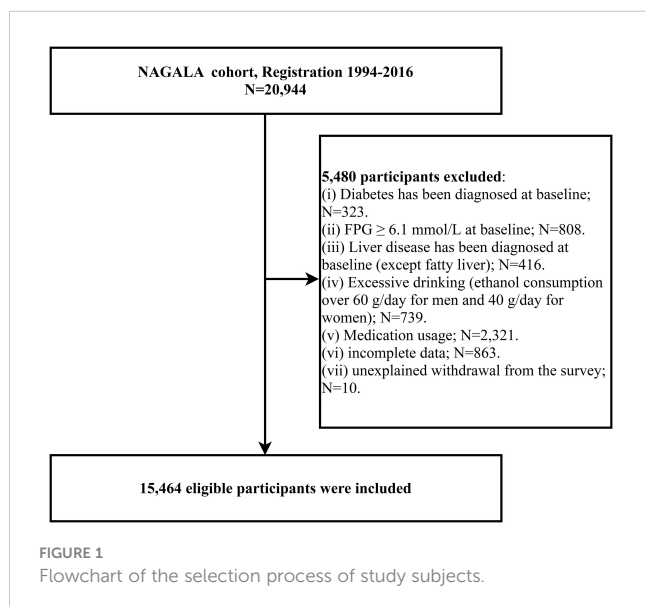 NAGALA cohort, Registration 1994-2016
N=20,944
5,480 participants excluded:
(i) Diabetes has been diagnosed at baseline;
N=323.
(ii) FPG ≥ 6.1 mmol/L at baseline; N=808.
(iii) Liver disease has been diagnosed at
baseline (except fatty liver); N=416.
(iv) Excessive drinking (ethanol consumption
over 60 g/day for men and 40 g/day for
women); N=739.
(v) Medication usage; N=2,321.
(vi) incomplete data; N=863.
(vii) unexplained withdrawal from the survey;
N=10.
15,464 eligible participants were included
FIGURE 1
Flowchart of the selection process of study subjects.